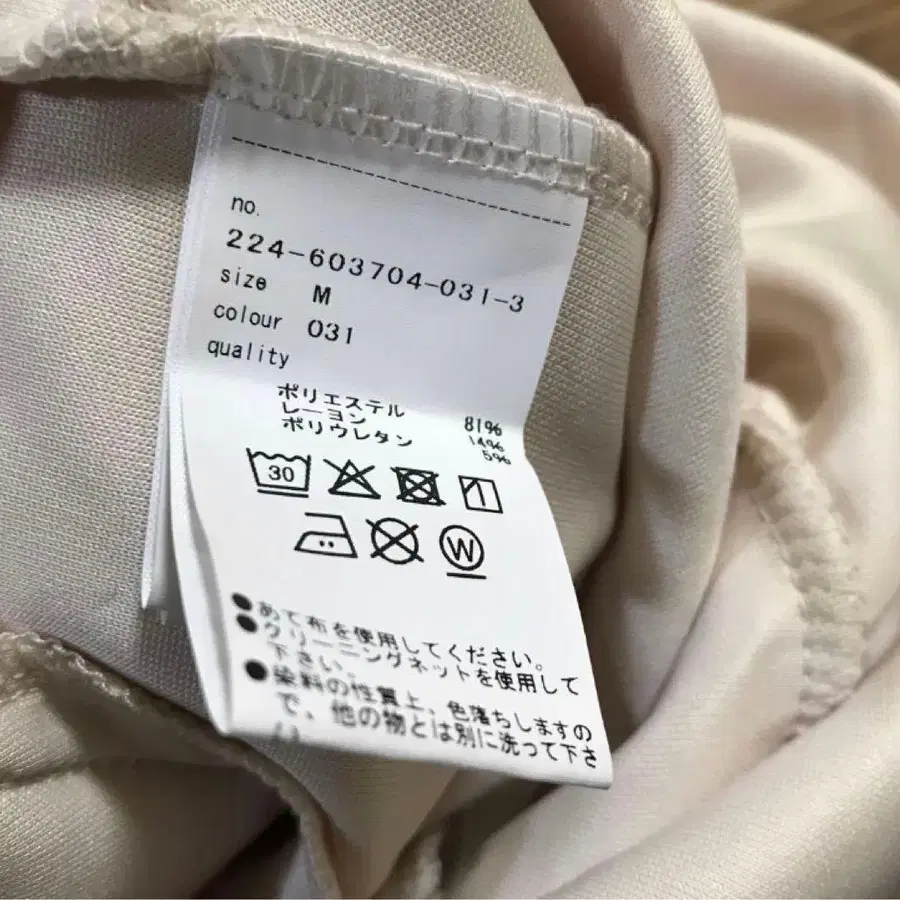 no.
224-603704-031-3
size M
colour 031
quality
ポリエステル 81%
レーヨン 14%
ポリウレタン 5%
30
W
●あて布を使用してください。
●クリーニングネットを使用して
下さい。
●染料の性質上、色落ちしますの
で、他の物とは別に洗って下さ
い